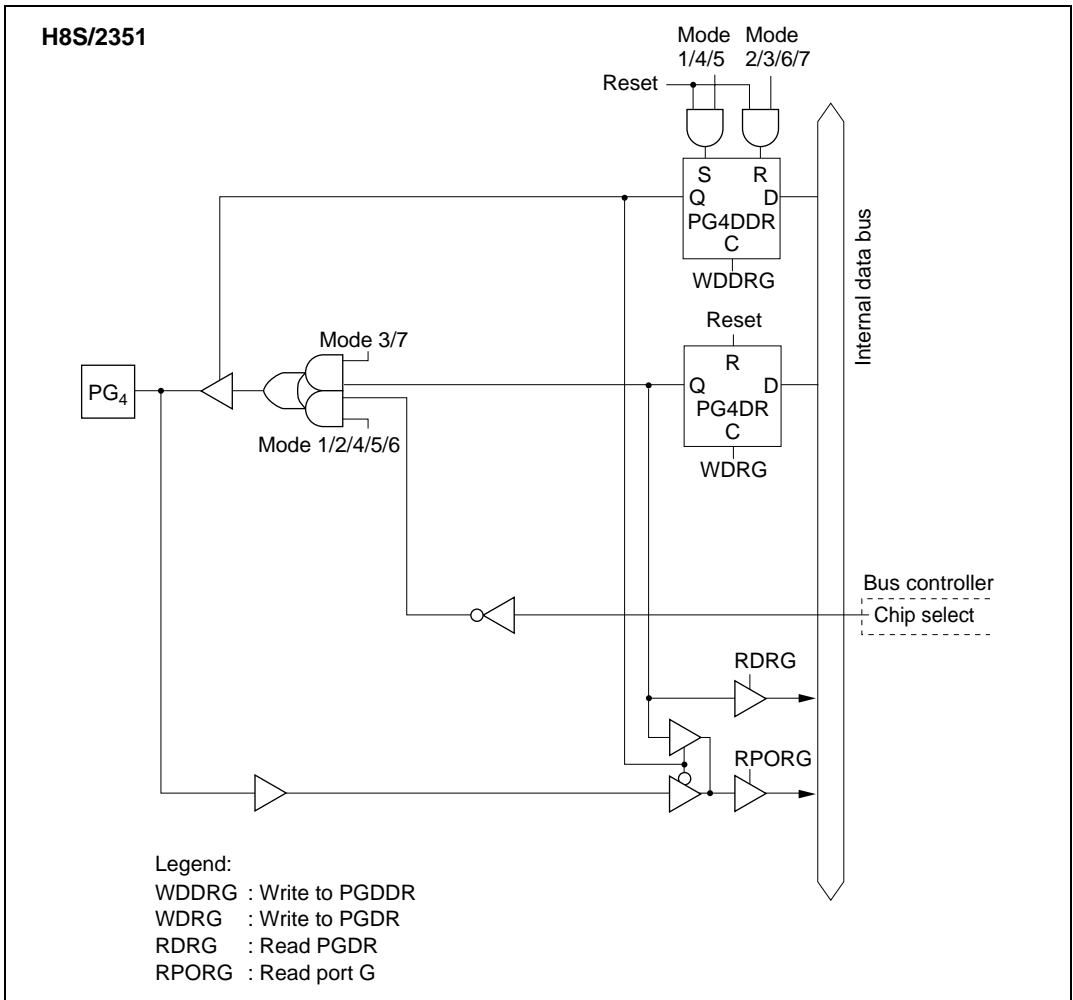 H8S/2351
Mode
1/4/5
Mode
2/3/6/7
Reset
S R
Q D
PG4DDR
C
WDDRG
Internal data bus
Reset
Mode 3/7
R
Q D
PG4DR
C
WDRG
PG4
Mode 1/2/4/5/6
Bus controller
Chip select
RDRG
RPORG
Legend:
WDDRG : Write to PGDDR
WDRG : Write to PGDR
RDRG : Read PGDR
RPORG : Read port G